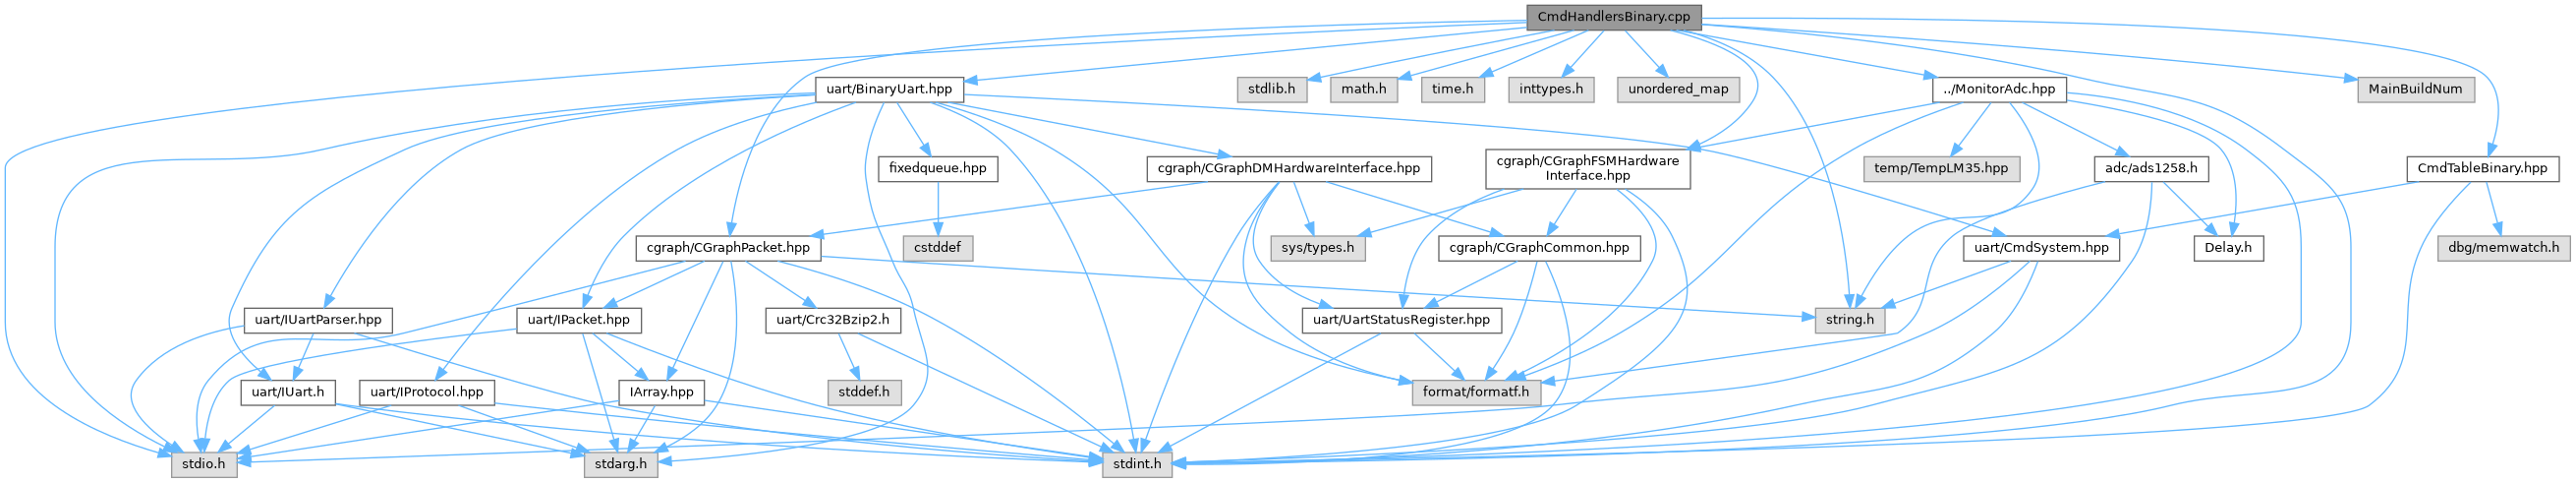 CmdHandlersBinary.cpp
uart/BinaryUart.hpp
stdlib.h
math.h
time.h
inttypes.h
unordered_map
../MonitorAdc.hpp
MainBuildNum
fixedqueue.hpp
cgraph/CGraphDMHardwareInterface.hpp
cgraph/CGraphFSMHardware
Interface.hpp
temp/TempLM35.hpp
adc/ads1258.h
CmdTableBinary.hpp
cgraph/CGraphPacket.hpp
cstddef
sys/types.h
cgraph/CGraphCommon.hpp
uart/CmdSystem.hpp
Delay.h
dbg/memwatch.h
uart/IUartParser.hpp
uart/IPacket.hpp
uart/Crc32Bzip2.h
uart/UartStatusRegister.hpp
string.h
uart/IUart.h
uart/IProtocol.hpp
IArray.hpp
stddef.h
format/formatf.h
stdio.h
stdarg.h
stdint.h